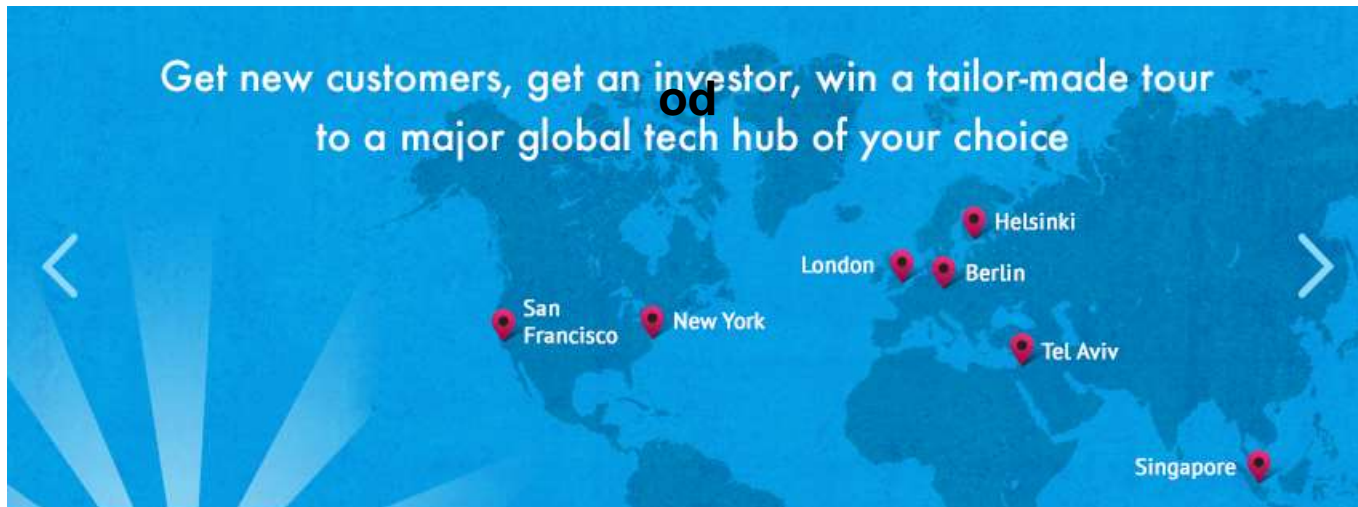 Get new customers, get an investor, win a tailor-made tour
od
to a major global tech hub of your choice
Helsinki
London
Berlin
San
Francisco
New York
Tel Aviv
Singapore